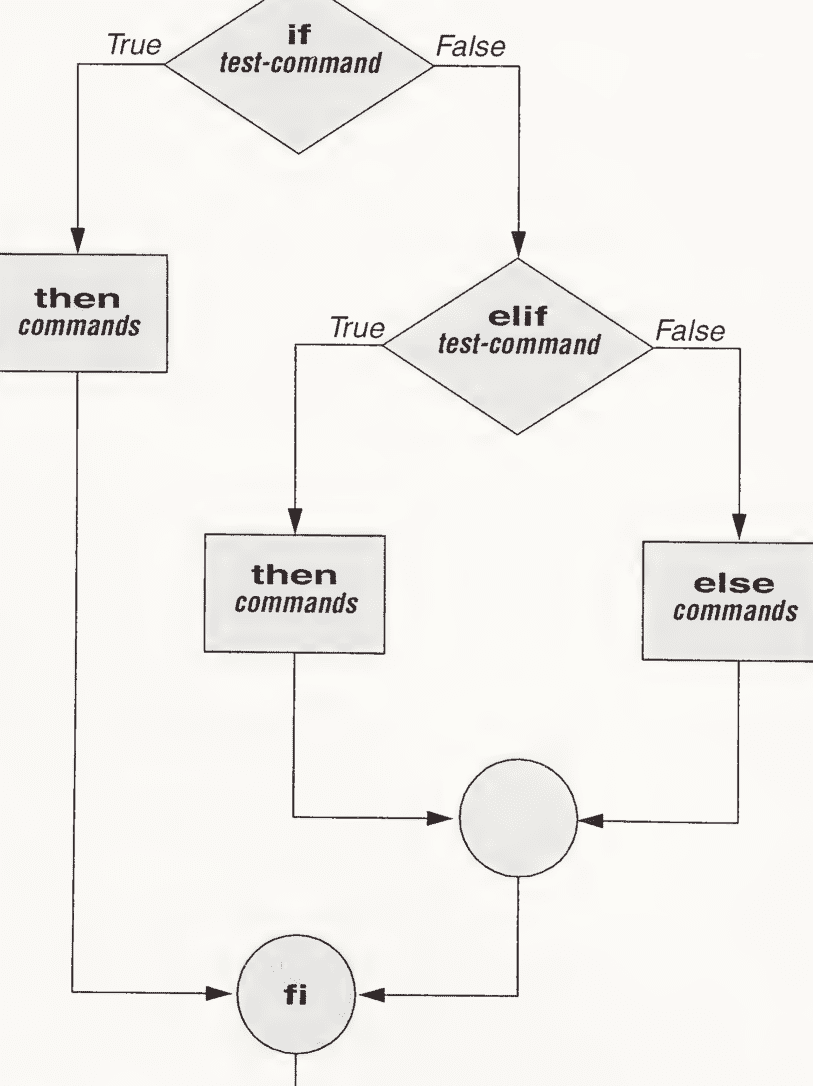 if
test-command
True
False
then
commands
elif
test-command
True
False
then
commands
else
commands
fi